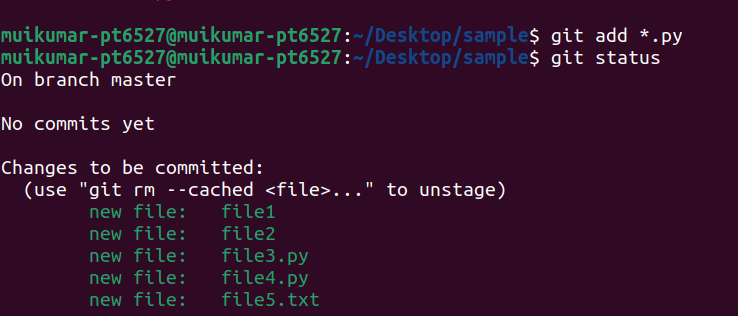 muikumar-pt6527@muikumar-pt6527:~/Desktop/sample$ git add *.py
muikumar-pt6527@muikumar-pt6527:~/Desktop/sample$ git status
On branch master
No commits yet
Changes to be committed:
  (use "git rm --cached <file>..." to unstage)
        new file:   file1
        new file:   file2
        new file:   file3.py
        new file:   file4.py
        new file:   file5.txt